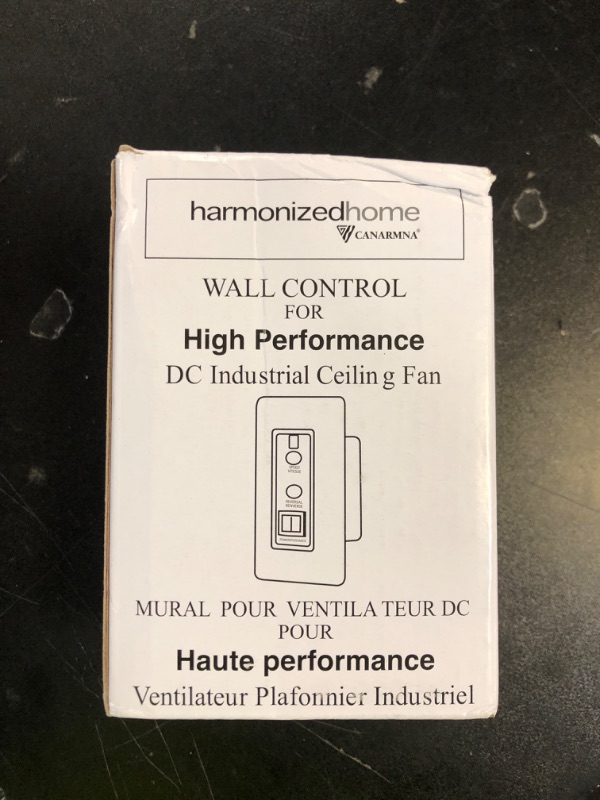 harmonizedhome
CANARMNA®
WALL CONTROL
FOR
High Performance
DC Industrial Ceilin g Fan
MURAL POUR VENTILA TEUR DC
POUR
Haute performance
Ventilateur Plafonnier Industriel